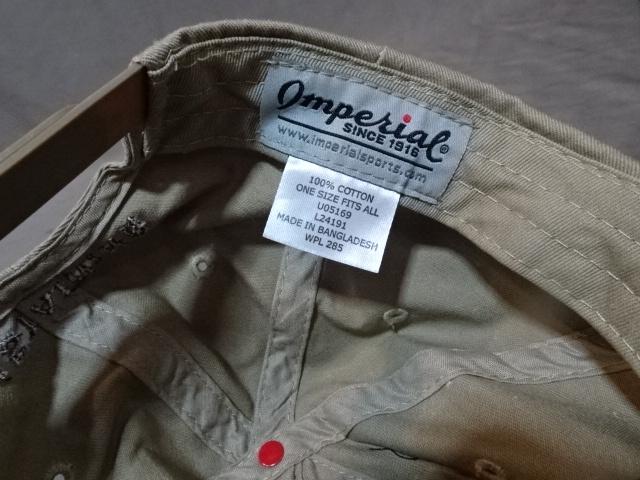 Imperial®
SINCE 1916
www.imperialsports.com
100% COTTON
ONE SIZE FITS ALL
U05169
L24191
MADE IN BANGLADESH
WPL 285